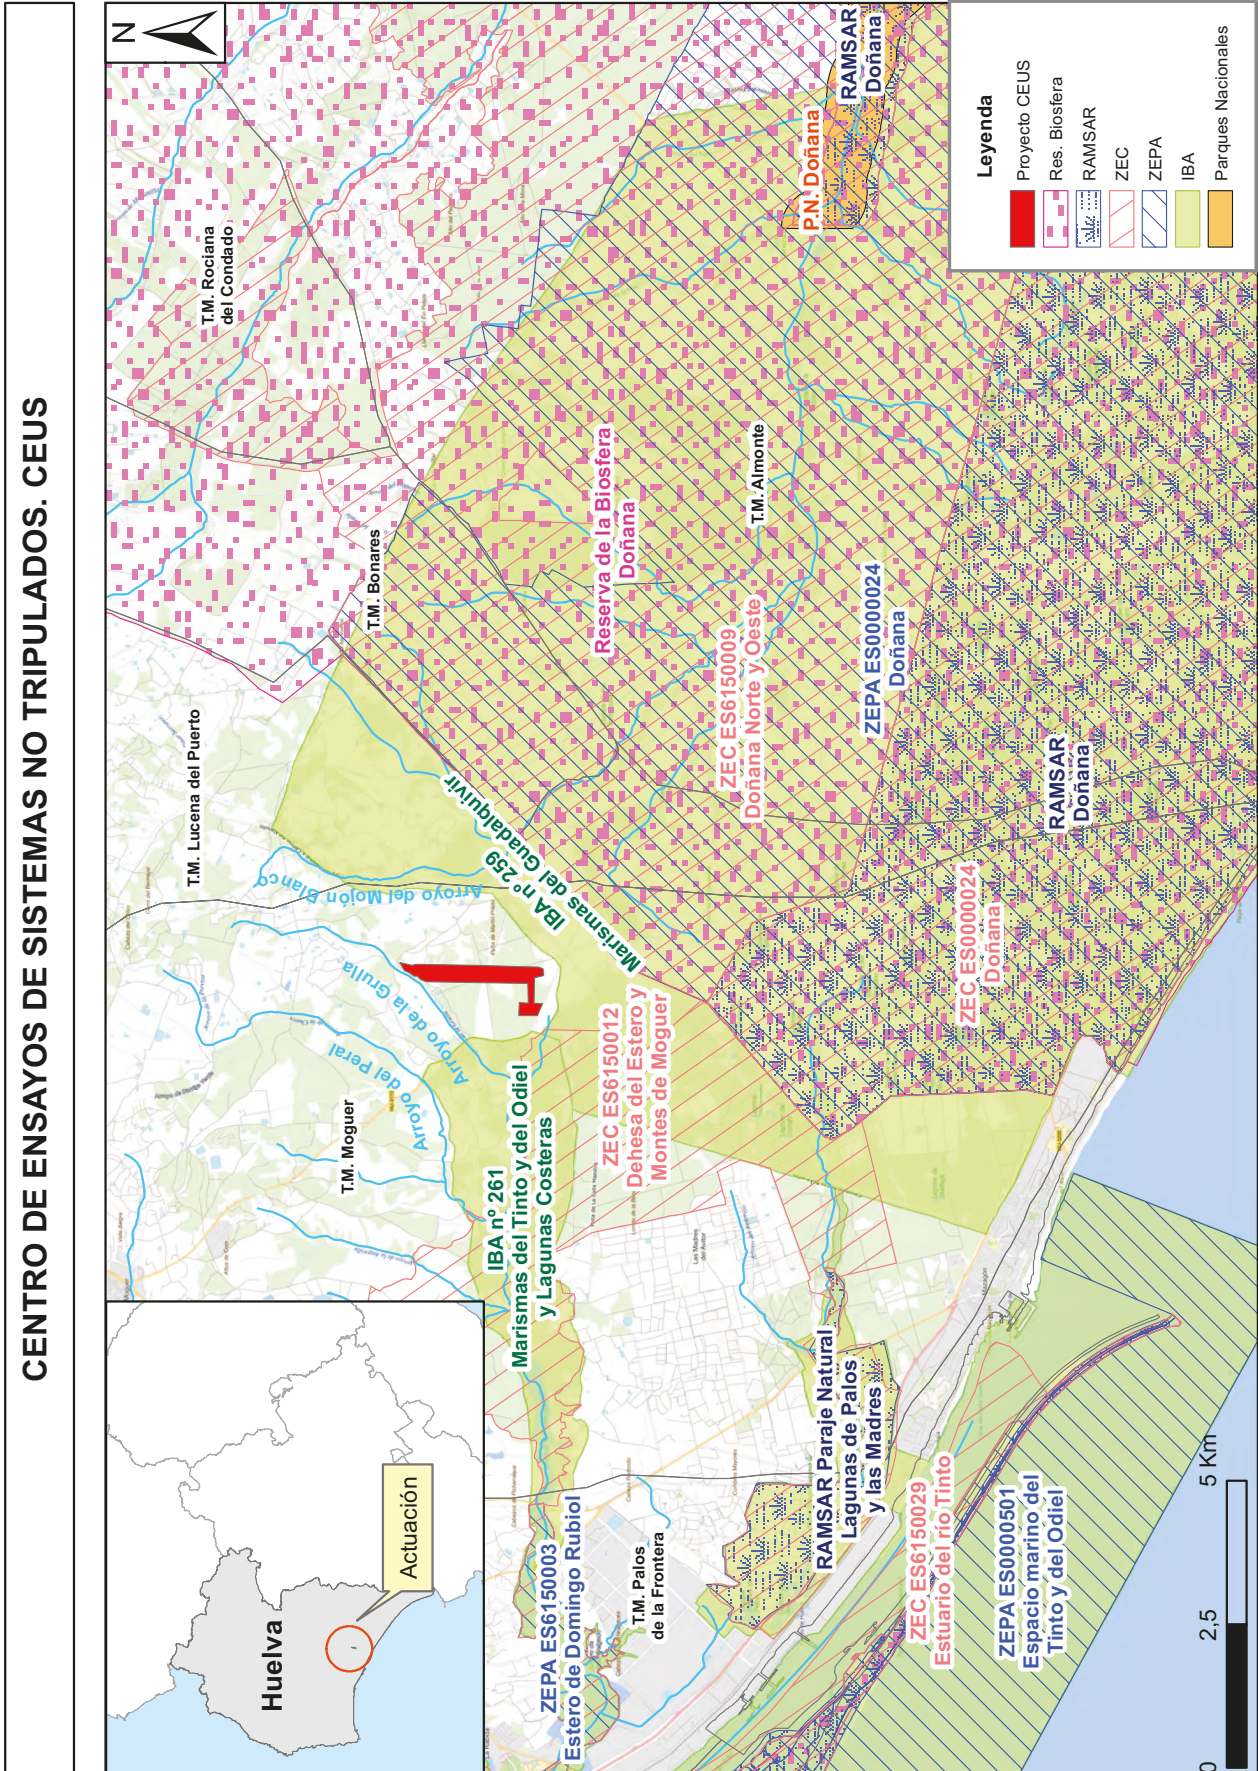 CENTRO DE ENSAYOS DE SISTEMAS NO TRIPULADOS. CEUS
N
Huelva
Actuación
T.M. Lucena del Puerto
T.M. Rociana
del Condado
T.M. Bonares
T.M. Moguer
Arroyo del Mojón Blanco
Arroyo de la Grulla
Arroyo del Peral
IBA nº 261
Marismas del Tinto y del Odiel
y Lagunas Costeras
IBA nº 259
Marismas del Guadalquivir
ZEC ES6150012
Dehesa del Estero y
Montes de Moguer
Reserva de la Biosfera
Doñana
T.M. Almonte
ZEC ES6150009
Doñana Norte y Oeste
ZEPA ES0000024
Doñana
P.N. Doñana
RAMSAR
Doñana
RAMSAR
Doñana
ZEC ES0000024
Doñana
ZEPA ES6150003
Estero de Domingo Rubio
T.M. Palos
de la Frontera
RAMSAR Paraje Natural
Lagunas de Palos
y las Madres
ZEC ES6150029
Estuario del río Tinto
ZEPA ES0000501
Espacio marino del
Tinto y del Odiel
Las Madres
del Avitor
Mazagón
0 2,5 5 Km
Leyenda
Proyecto CEUS
Res. Biosfera
RAMSAR
ZEC
ZEPA
IBA
Parques Nacionales